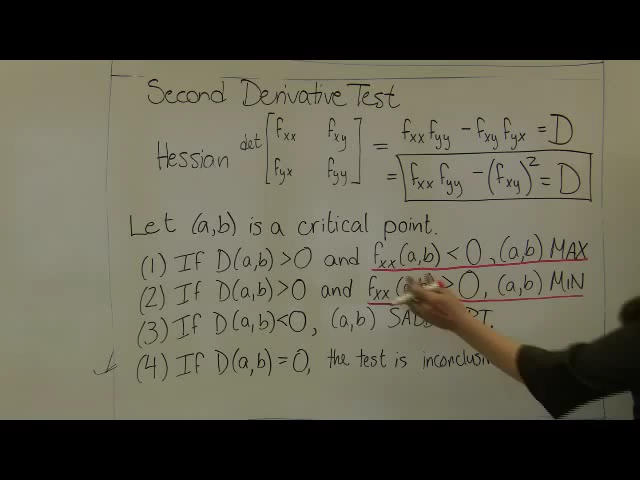 Second Derivative Test
Hessian det [ fxx fxy ; fyx fyy ] = fxx fyy - fxy fyx = D
= fxx fyy - (fxy)² = D
Let (a,b) is a critical point.
(1) If D(a,b) > 0 and fxx(a,b) < 0, (a,b) MAX
(2) If D(a,b) > 0 and fxx( > 0, (a,b) MIN
(3) If D(a,b) < 0, (a,b)
(4) If D(a,b) = 0, the test is